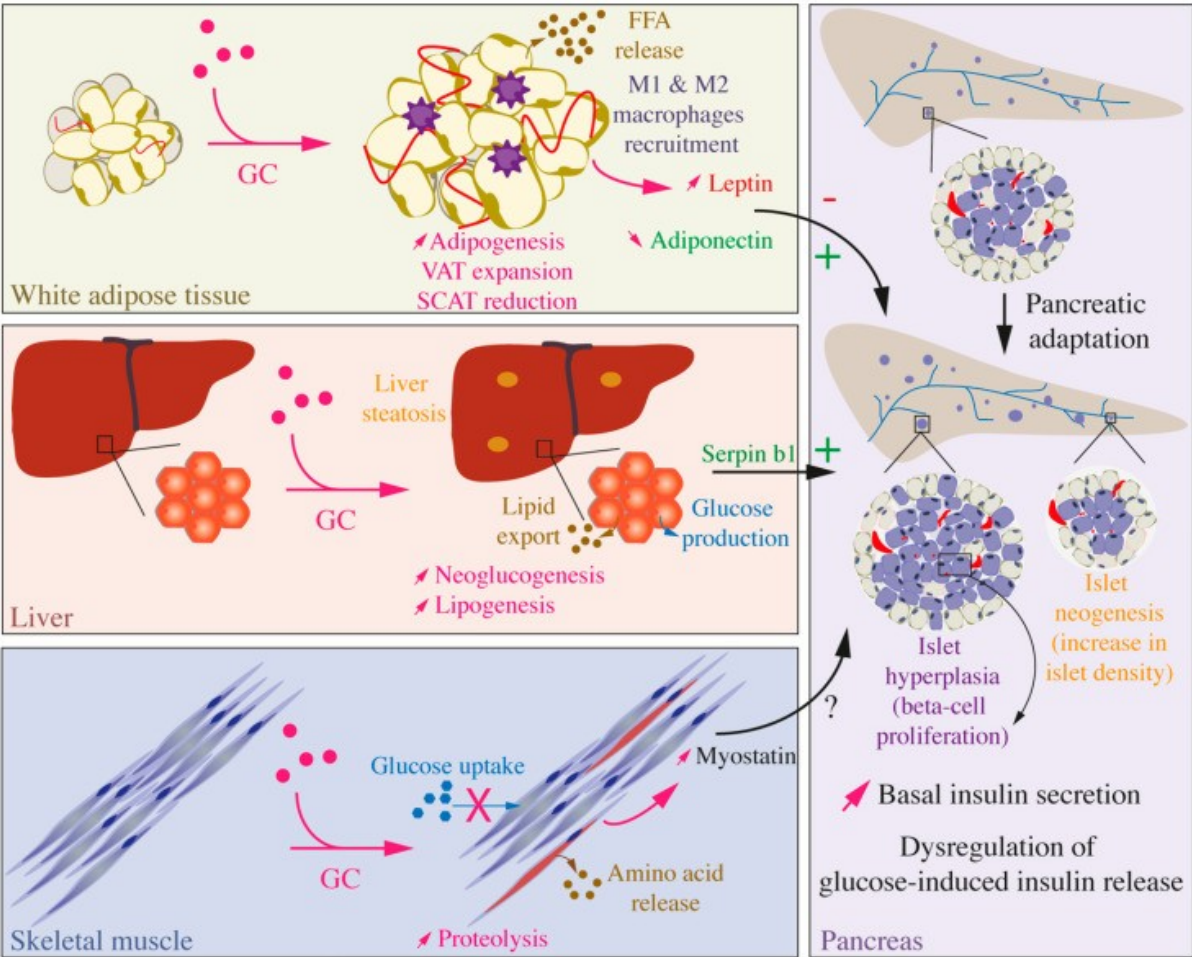 FFA
release
M1 & M2
macrophages
recruitment
GC
Leptin
Adiponectin
Adipogenesis
VAT expansion
SCAT reduction
White adipose tissue
Liver
steatosis
GC
Serpin b1
Lipid
export
Glucose
production
Neoglucogenesis
Lipogenesis
Liver
Glucose uptake
X
GC
Myostatin
?
Amino acid
release
Proteolysis
Skeletal muscle
-
+
Pancreatic
adaptation
+
Islet
hyperplasia
(beta-cell
proliferation)
Islet
neogenesis
(increase in
islet density)
Basal insulin secretion
Dysregulation of
glucose-induced insulin release
Pancreas